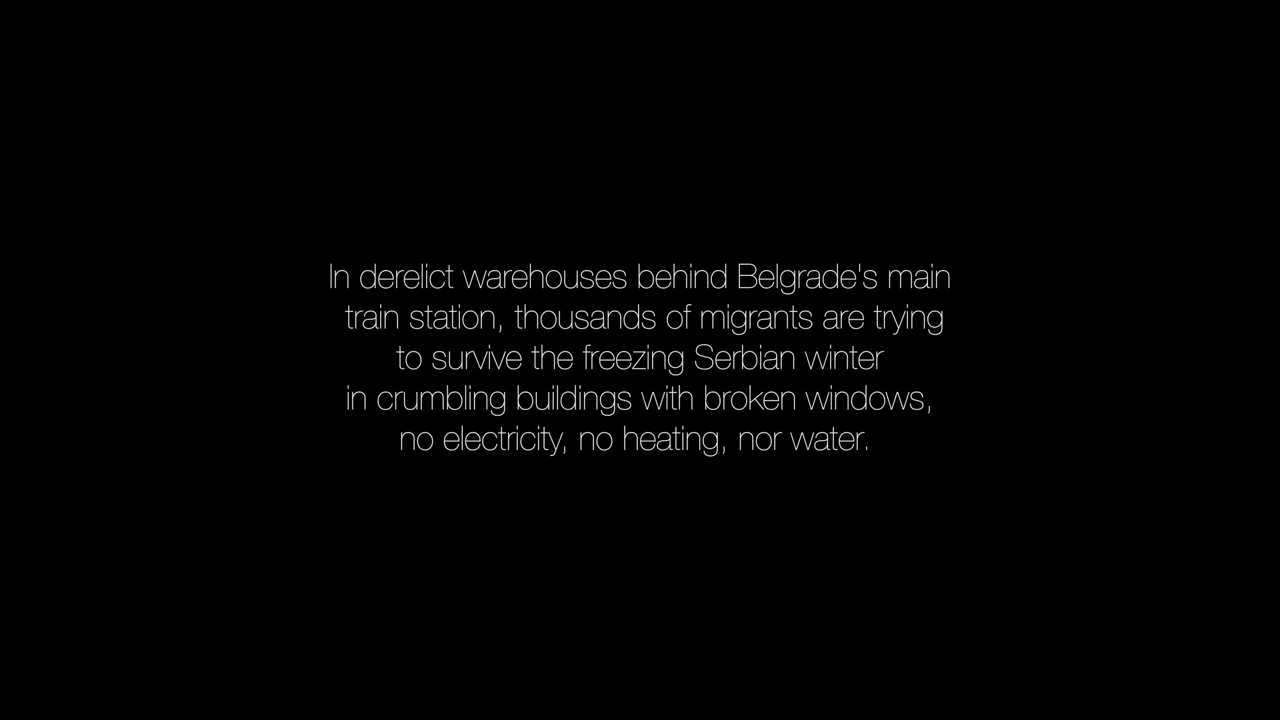 In derelict warehouses behind Belgrade's main
train station, thousands of migrants are trying
to survive the freezing Serbian winter
in crumbling buildings with broken windows,
no electricity, no heating, nor water.